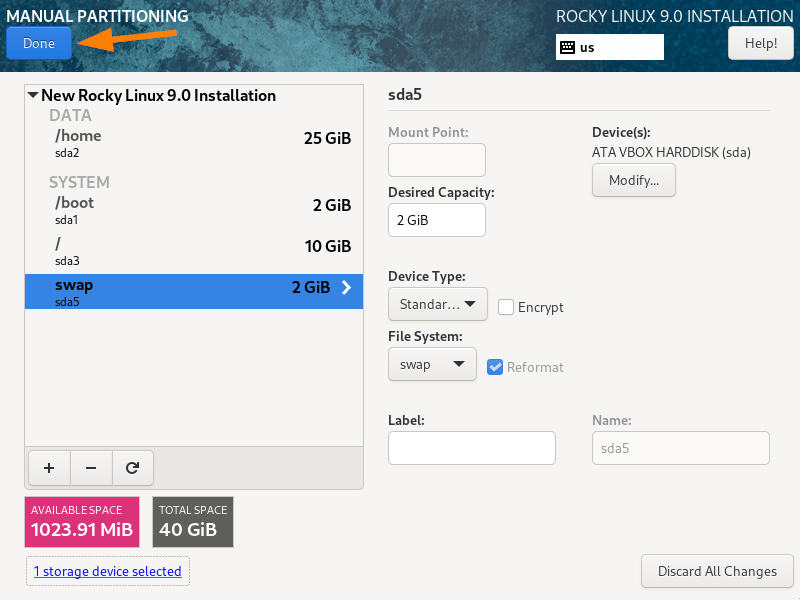 MANUAL PARTITIONING
ROCKY LINUX 9.0 INSTALLATION
Done
us
Help!
New Rocky Linux 9.0 Installation
DATA
/home 25 GiB
sda2
SYSTEM
/boot 2 GiB
sda1
/ 10 GiB
sda3
swap 2 GiB
sda5
+ −
AVAILABLE SPACE
1023.91 MiB
TOTAL SPACE
40 GiB
1 storage device selected
sda5
Mount Point:
Device(s):
ATA VBOX HARDDISK (sda)
Modify...
Desired Capacity:
2 GiB
Device Type:
Standar...
Encrypt
File System:
swap
Reformat
Label:
Name:
sda5
Discard All Changes